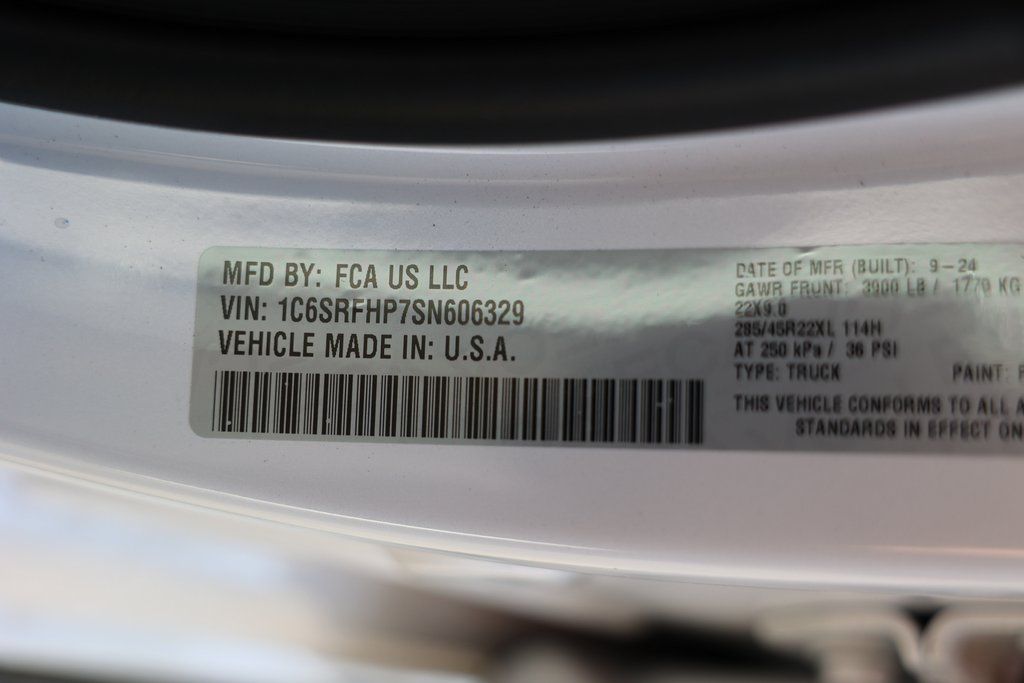 MFD BY: FCA US LLC
VIN: 1C6SRFHP7SN606329
VEHICLE MADE IN: U.S.A.
DATE OF MFR (BUILT): 9-24
GAWR FRUNT: 3900 LB / 1770 KG
22X9.0
285/45R22XL 114H
AT 250 kPa / 36 PSI
TYPE: TRUCK PAINT:
THIS VEHICLE CONFORMS TO ALL
STANDARDS IN EFFECT ON